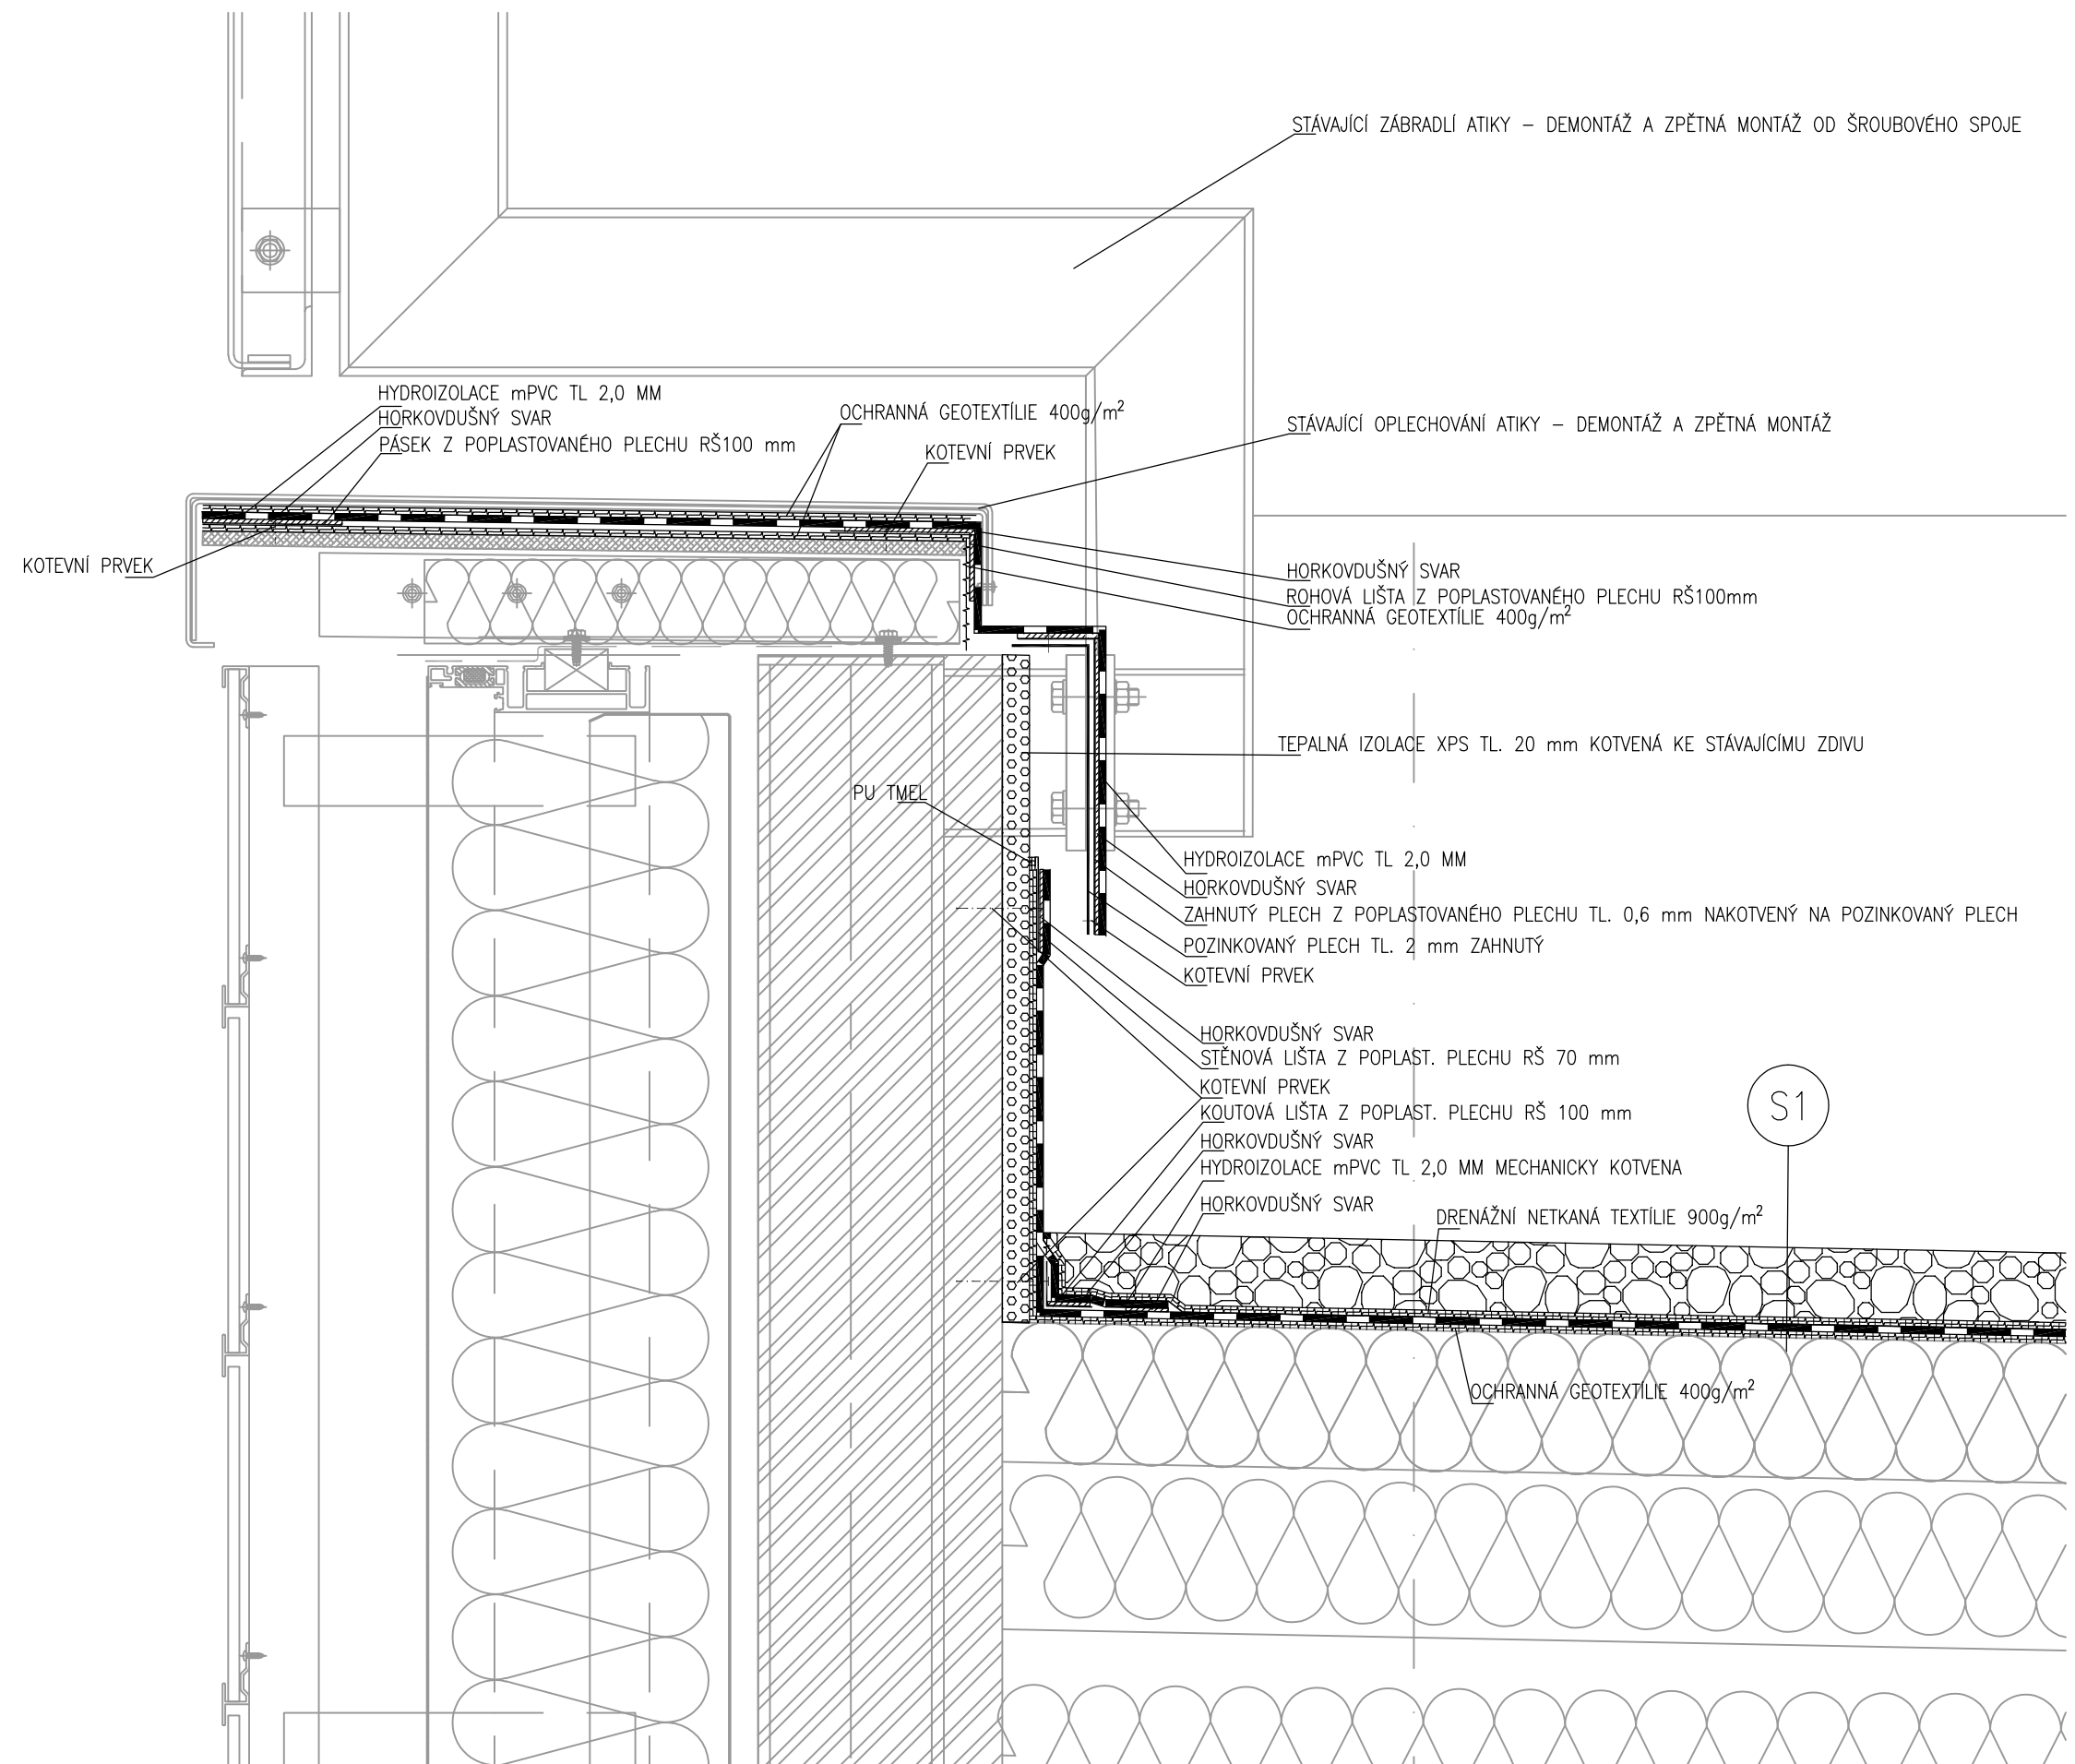 STÁVAJÍCÍ ZÁBRADLÍ ATIKY – DEMONTÁŽ A ZPĚTNÁ MONTÁŽ OD ŠROUBOVÉHO SPOJE
HYDROIZOLACE mPVC TL 2,0 MM
HORKOVDUŠNÝ SVAR
PÁSEK Z POPLASTOVANÉHO PLECHU RŠ100 mm
OCHRANNÁ GEOTEXTÍLIE 400g/m²
KOTEVNÍ PRVEK
STÁVAJÍCÍ OPLECHOVÁNÍ ATIKY – DEMONTÁŽ A ZPĚTNÁ MONTÁŽ
KOTEVNÍ PRVEK
HORKOVDUŠNÝ SVAR
ROHOVÁ LIŠTA Z POPLASTOVANÉHO PLECHU RŠ100mm
OCHRANNÁ GEOTEXTÍLIE 400g/m²
TEPALNÁ IZOLACE XPS TL. 20 mm KOTVENÁ KE STÁVAJÍCÍMU ZDIVU
PU TMEL
HYDROIZOLACE mPVC TL 2,0 MM
HORKOVDUŠNÝ SVAR
ZAHNUTÝ PLECH Z POPLASTOVANÉHO PLECHU TL. 0,6 mm NAKOTVENÝ NA POZINKOVANÝ PLECH
POZINKOVANÝ PLECH TL. 2 mm ZAHNUTÝ
KOTEVNÍ PRVEK
HORKOVDUŠNÝ SVAR
STĚNOVÁ LIŠTA Z POPLAST. PLECHU RŠ 70 mm
KOTEVNÍ PRVEK
KOUTOVÁ LIŠTA Z POPLAST. PLECHU RŠ 100 mm
HORKOVDUŠNÝ SVAR
HYDROIZOLACE mPVC TL 2,0 MM MECHANICKY KOTVENA
HORKOVDUŠNÝ SVAR
S1
DRENÁŽNÍ NETKANÁ TEXTÍLIE 900g/m²
OCHRANNÁ GEOTEXTÍLIE 400g/m²